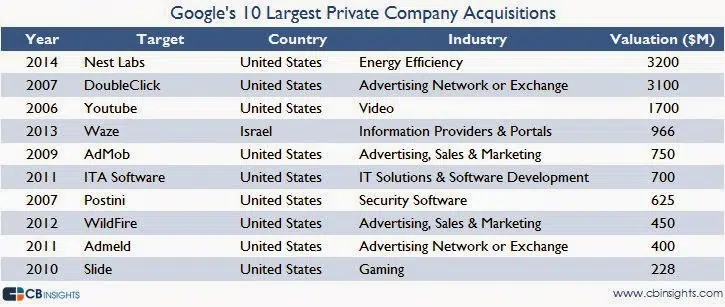 Google's 10 Largest Private Company Acquisitions
Year Target Country Industry Valuation ($M)
2014 Nest Labs United States Energy Efficiency 3200
2007 DoubleClick United States Advertising Network or Exchange 3100
2006 Youtube United States Video 1700
2013 Waze Israel Information Providers & Portals 966
2009 AdMob United States Advertising, Sales & Marketing 750
2011 ITA Software United States IT Solutions & Software Development 700
2007 Postini United States Security Software 625
2012 WildFire United States Advertising, Sales & Marketing 450
2011 Admeld United States Advertising Network or Exchange 400
2010 Slide United States Gaming 228
CBINSIGHTS www.cbinsights.com